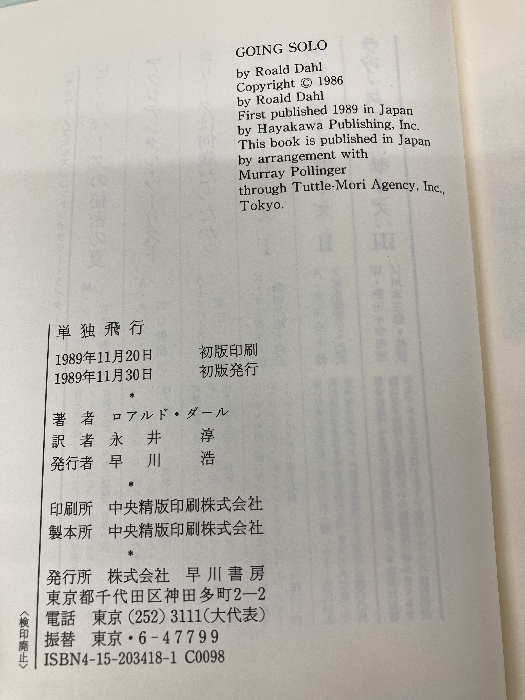 GOING SOLO
by Roald Dahl
Copyright © 1986
by Roald Dahl
First published 1989 in Japan
by Hayakawa Publishing, Inc.
This book is published in Japan
by arrangement with
Murray Pollinger
through Tuttle-Mori Agency, Inc.,
Tokyo.
単独飛行
1989年11月20日 初版印刷
1989年11月30日 初版発行
*
著者 ロアルド・ダール
訳者 永井 淳
発行者 早川 浩
*
印刷所 中央精版印刷株式会社
製本所 中央精版印刷株式会社
*
発行所 株式会社 早川書房
東京都千代田区神田多町2—2
電話 東京(252)3111(大代表)
振替 東京・6-47799
ISBN4-15-203418-1 C0098
〈検印廃止〉